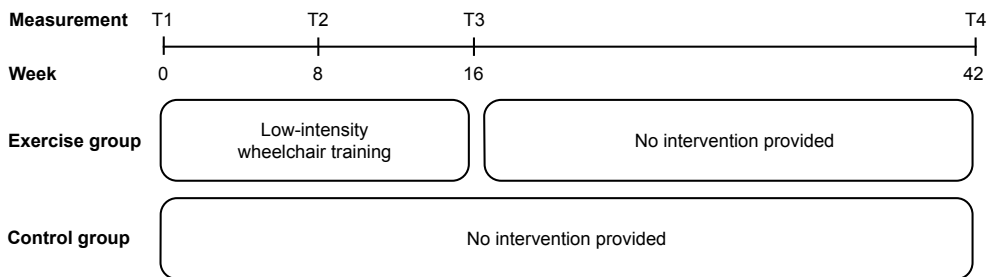 Measurement T1 T2 T3 T4
Week 0 8 16 42
Exercise group
Low-intensity
wheelchair training
No intervention provided
Control group
No intervention provided